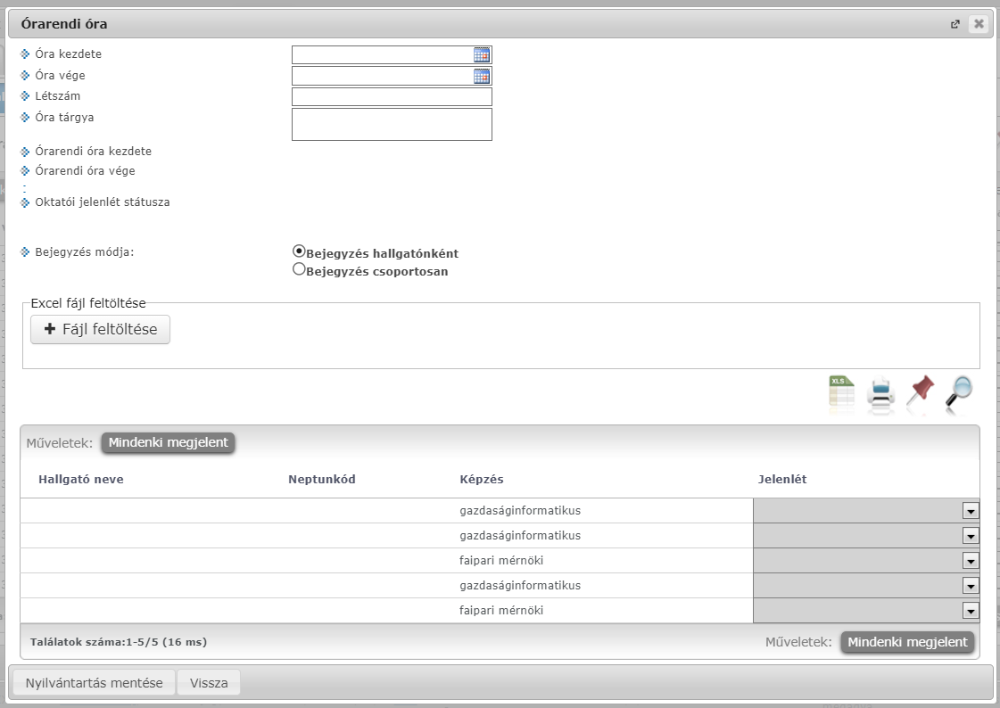 Órarendi óra
Óra kezdete
Óra vége
Létszám
Óra tárgya
Órarendi óra kezdete
Órarendi óra vége
:
Oktatói jelenlét státusza
Bejegyzés módja:
Bejegyzés hallgatónként
Bejegyzés csoportosan
Excel fájl feltöltése
Fájl feltöltése
XLS
Műveletek: Mindenki megjelent
Hallgató neve Neptunkód Képzés Jelenlét
gazdaságinformatikus
gazdaságinformatikus
faipari mérnöki
gazdaságinformatikus
faipari mérnöki
Találatok száma:1-5/5 (16 ms) Műveletek: Mindenki megjelent
Nyilvántartás mentése Vissza